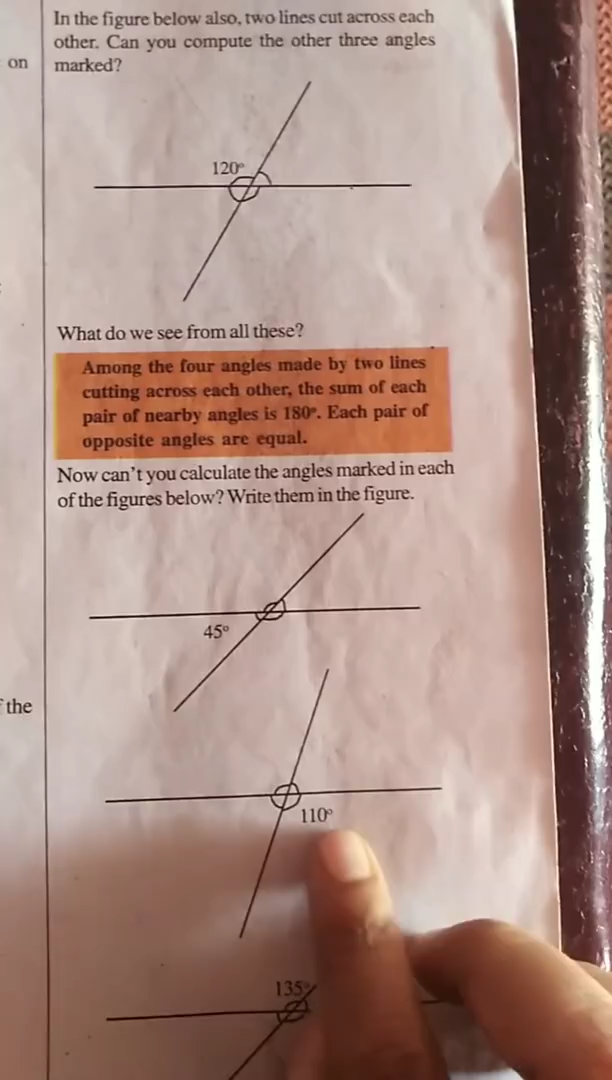 In the figure below also, two lines cut across each
other. Can you compute the other three angles
on
marked?
120°
What do we see from all these?
Among the four angles made by two lines
cutting across each other, the sum of each
pair of nearby angles is 180°. Each pair of
opposite angles are equal.
Now can't you calculate the angles marked in each
of the figures below? Write them in the figure.
45°
the
110°
135°